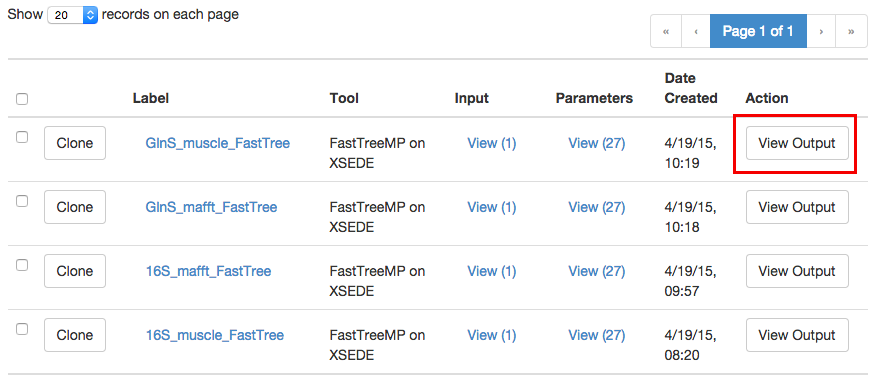 Show 20 records on each page
« ‹ Page 1 of 1 › »
Label Tool Input Parameters Date Created Action
Clone GlnS_muscle_FastTree FastTreeMP on XSEDE View (1) View (27) 4/19/15, 10:19 View Output
Clone GlnS_mafft_FastTree FastTreeMP on XSEDE View (1) View (27) 4/19/15, 10:18 View Output
Clone 16S_mafft_FastTree FastTreeMP on XSEDE View (1) View (27) 4/19/15, 09:57 View Output
Clone 16S_muscle_FastTree FastTreeMP on XSEDE View (1) View (27) 4/19/15, 08:20 View Output